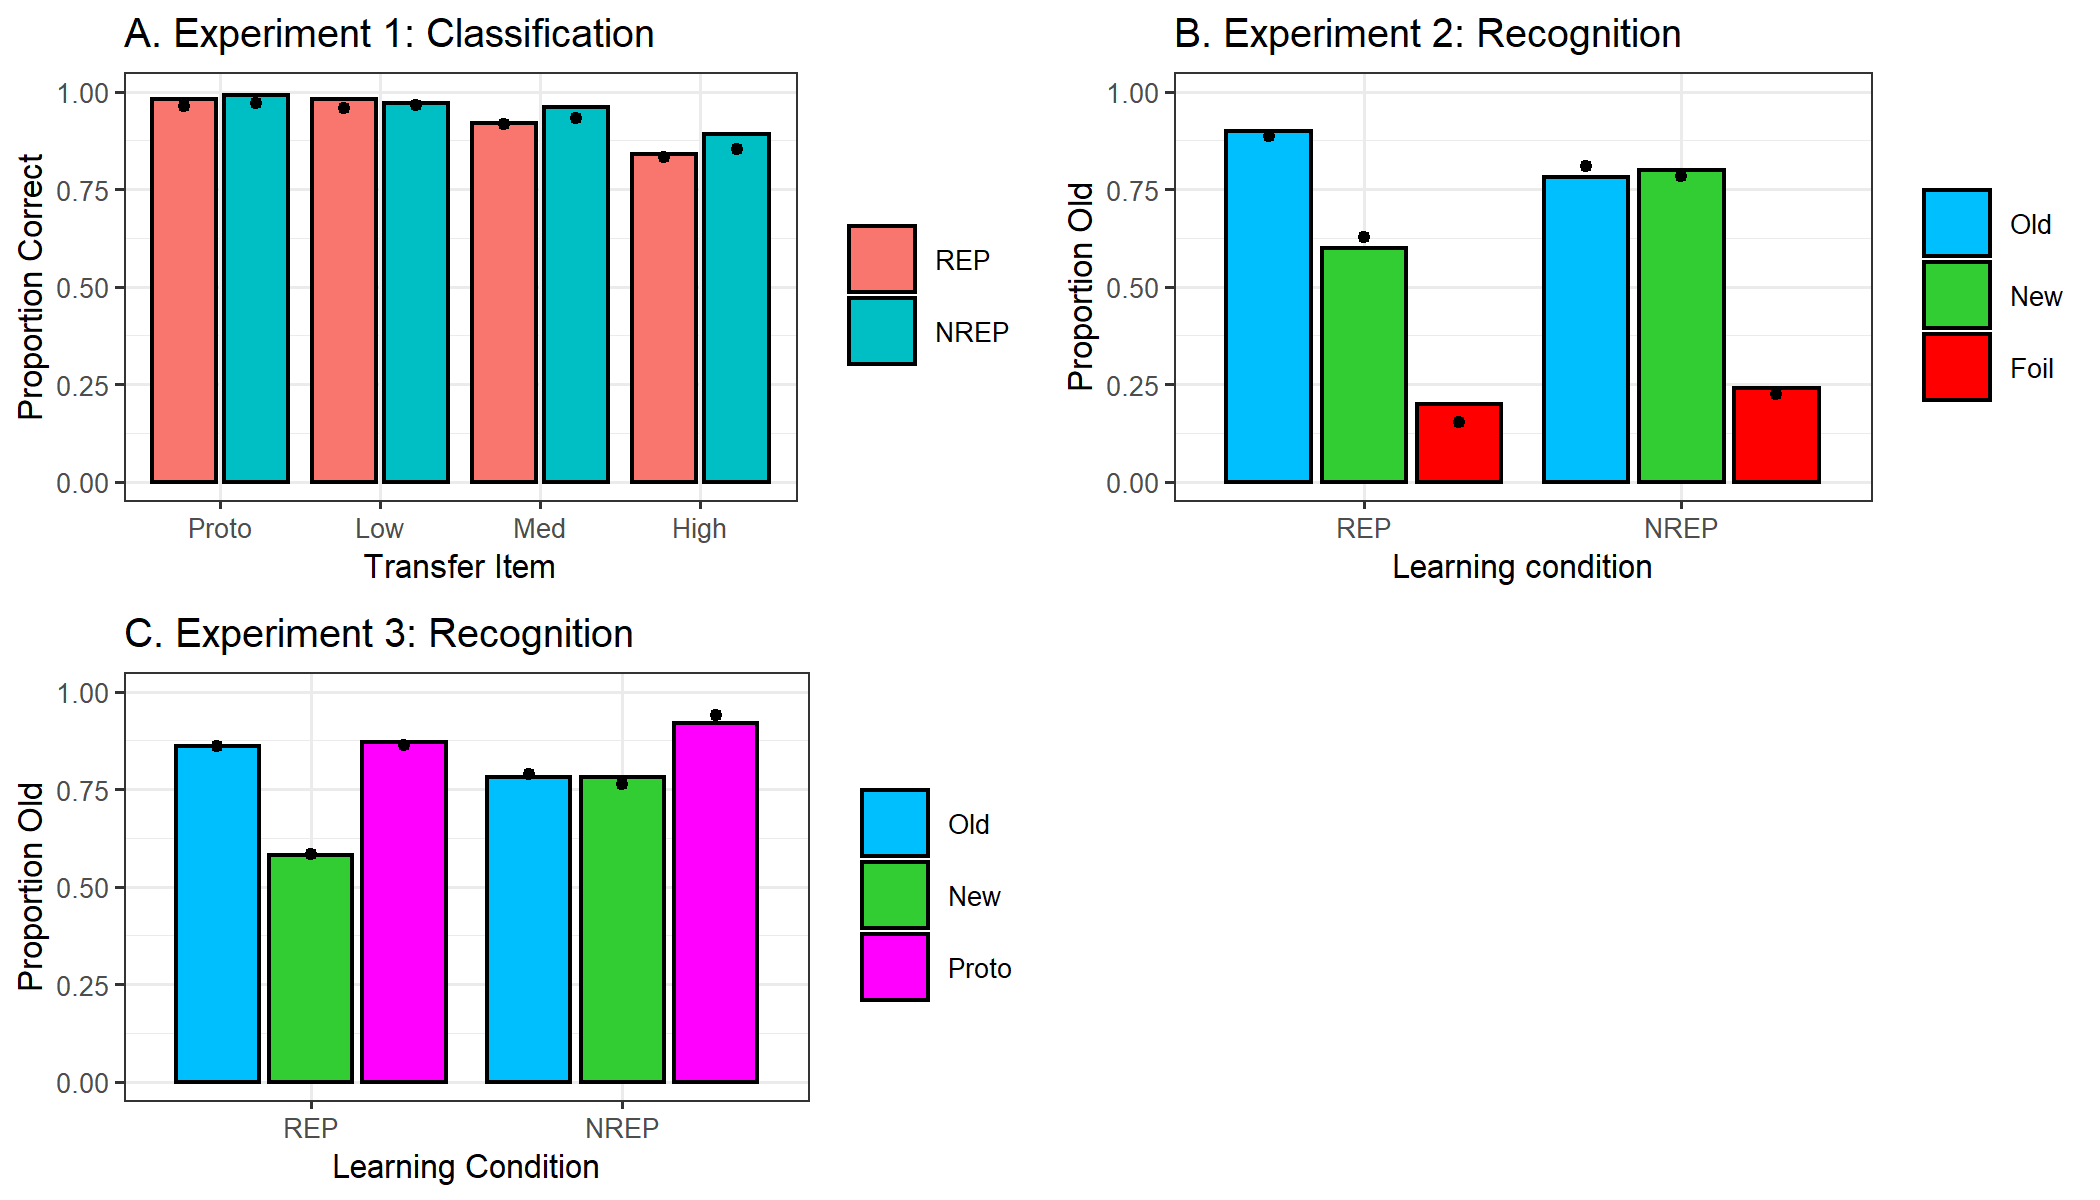 A. Experiment 1: Classification
Proportion Correct
1.00
0.75
0.50
0.25
0.00
Proto Low Med High
Transfer Item
REP
NREP
B. Experiment 2: Recognition
Proportion Old
1.00
0.75
0.50
0.25
0.00
REP NREP
Learning condition
Old
New
Foil
C. Experiment 3: Recognition
Proportion Old
1.00
0.75
0.50
0.25
0.00
REP NREP
Learning Condition
Old
New
Proto